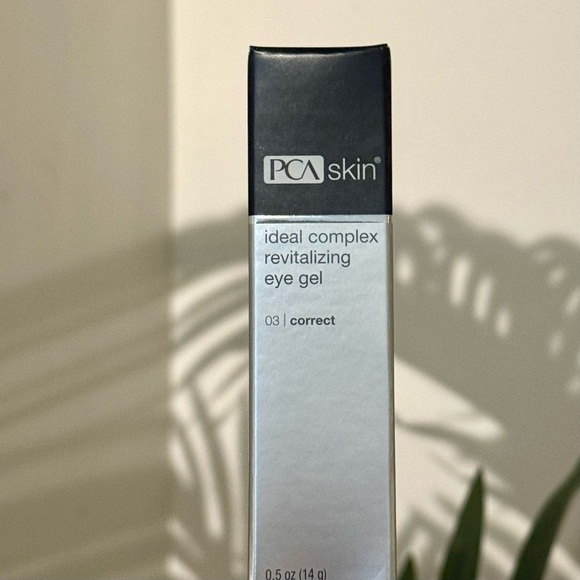 PCA skin®
ideal complex
revitalizing
eye gel
03 | correct
0.5 oz (14 g)